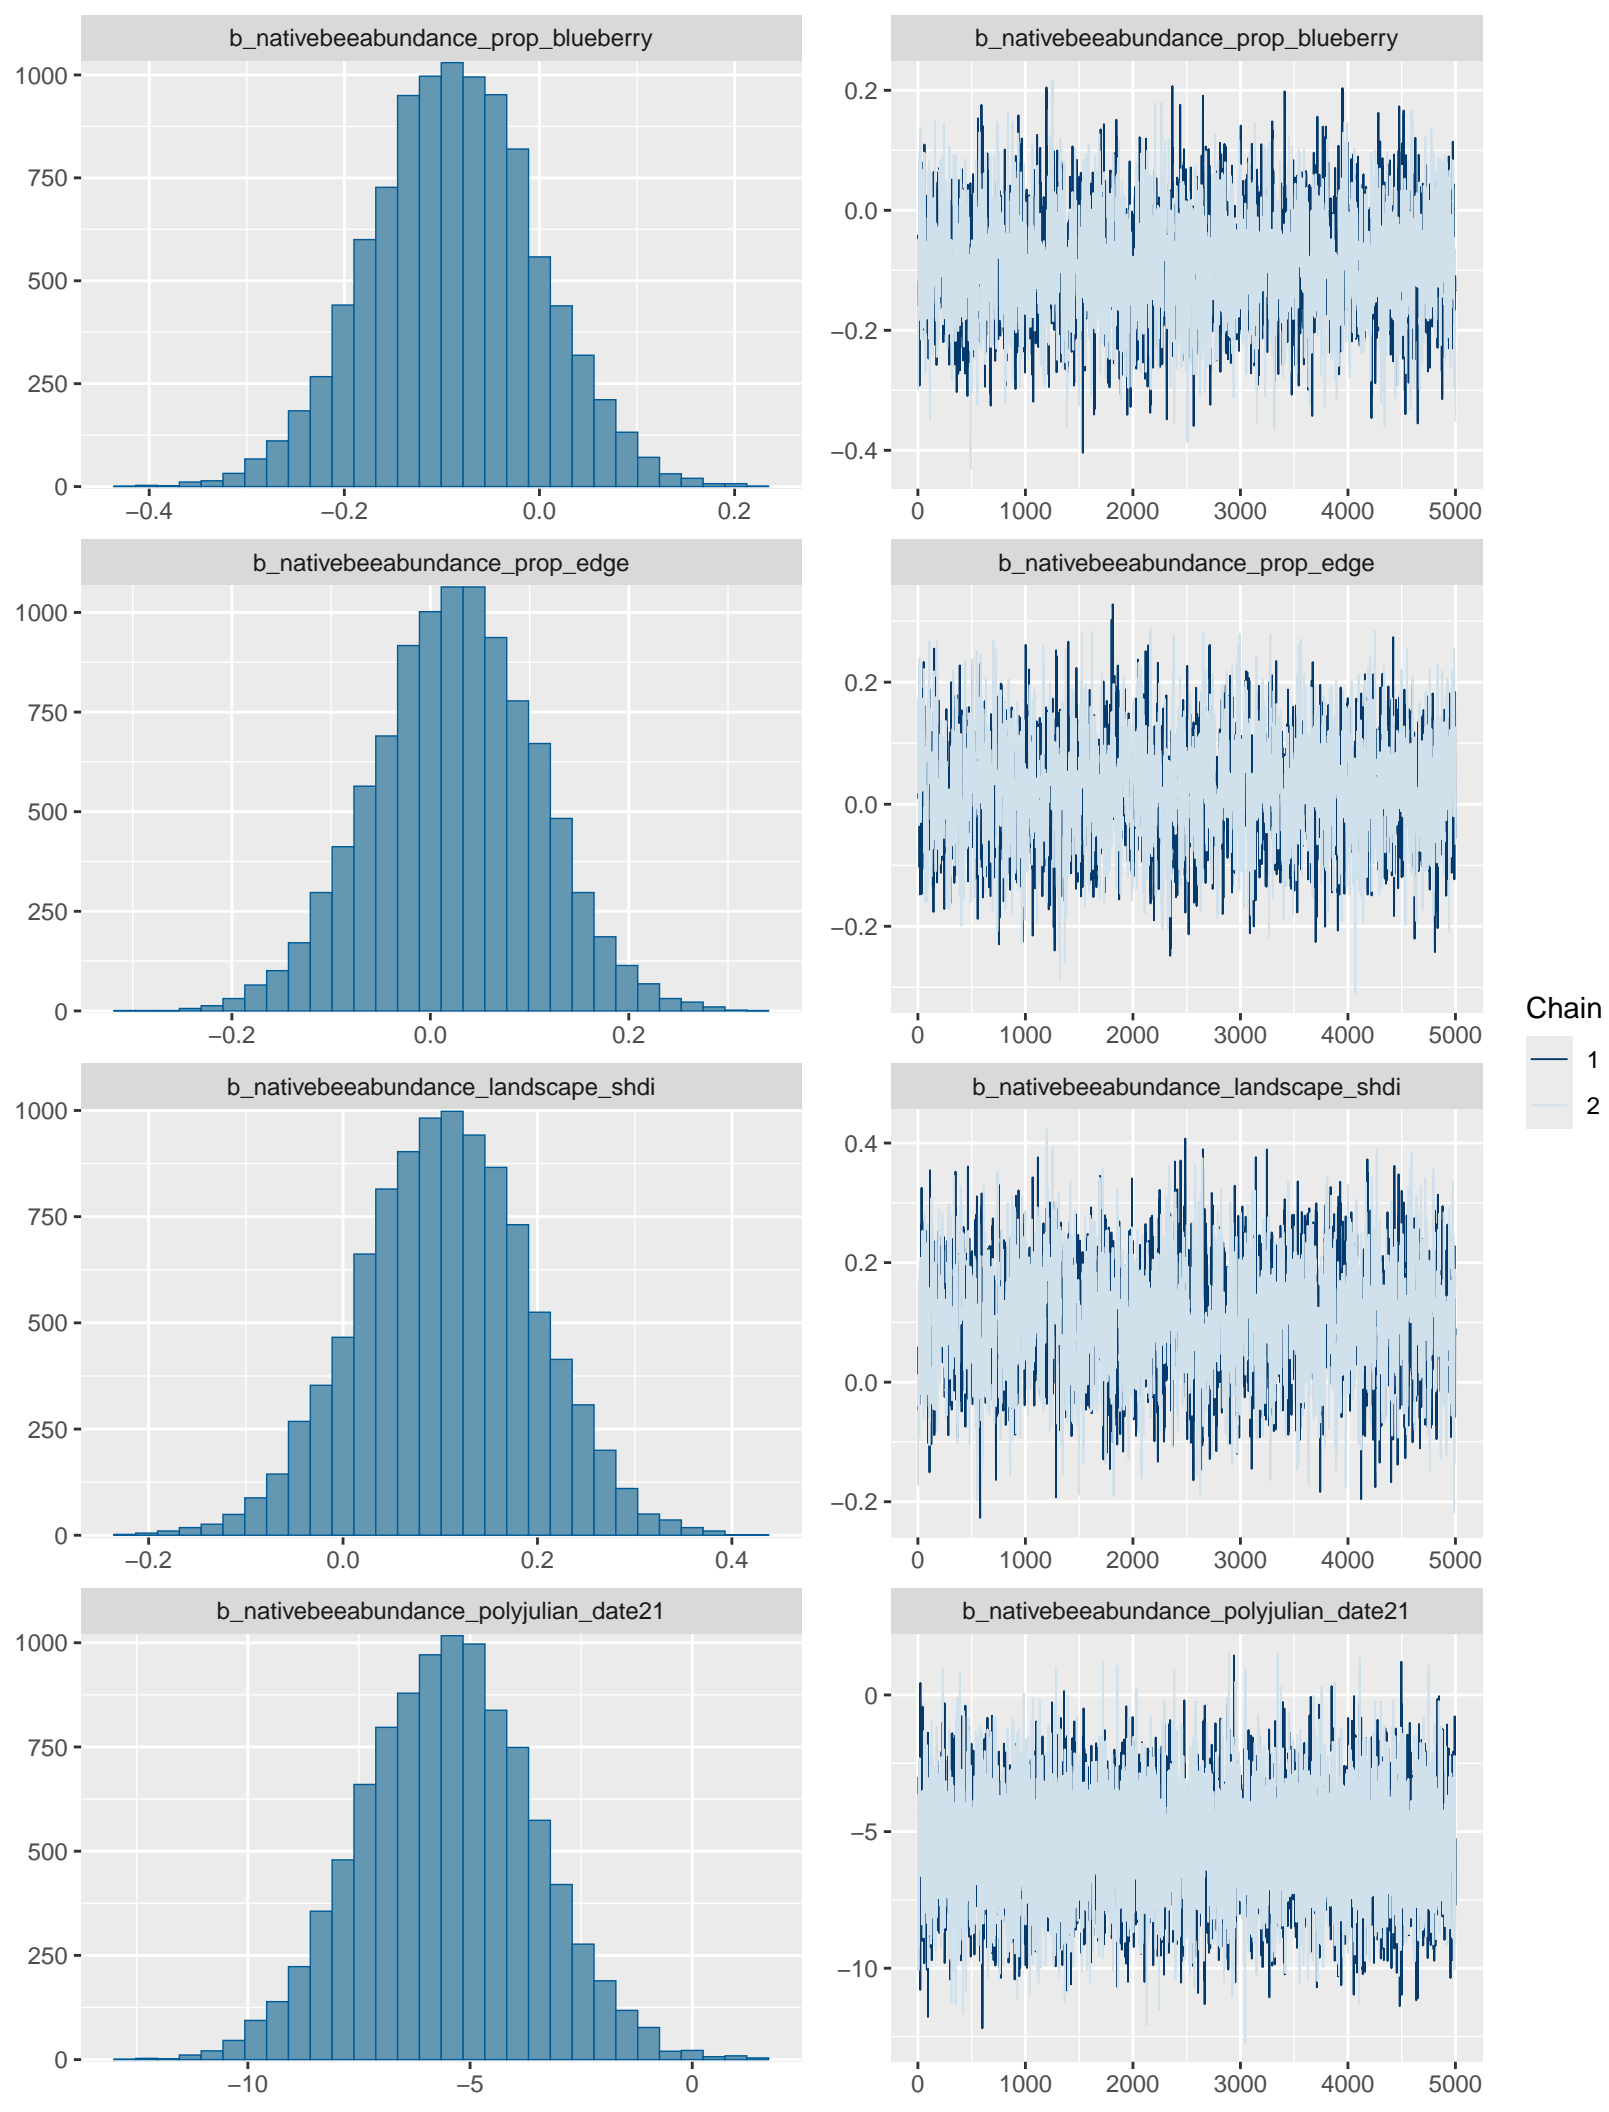 b_nativebeeabundance_prop_blueberry
1000
750
500
250
0
−0.4 −0.2 0.0 0.2
b_nativebeeabundance_prop_blueberry
0.2
0.0
−0.2
−0.4
0 1000 2000 3000 4000 5000
b_nativebeeabundance_prop_edge
1000
750
500
250
0
−0.2 0.0 0.2
b_nativebeeabundance_prop_edge
0.2
0.0
−0.2
0 1000 2000 3000 4000 5000
b_nativebeeabundance_landscape_shdi
1000
750
500
250
0
−0.2 0.0 0.2 0.4
b_nativebeeabundance_landscape_shdi
0.4
0.2
0.0
−0.2
0 1000 2000 3000 4000 5000
b_nativebeeabundance_polyjulian_date21
1000
750
500
250
0
−10 −5 0
b_nativebeeabundance_polyjulian_date21
0
−5
−10
0 1000 2000 3000 4000 5000
Chain
1
2